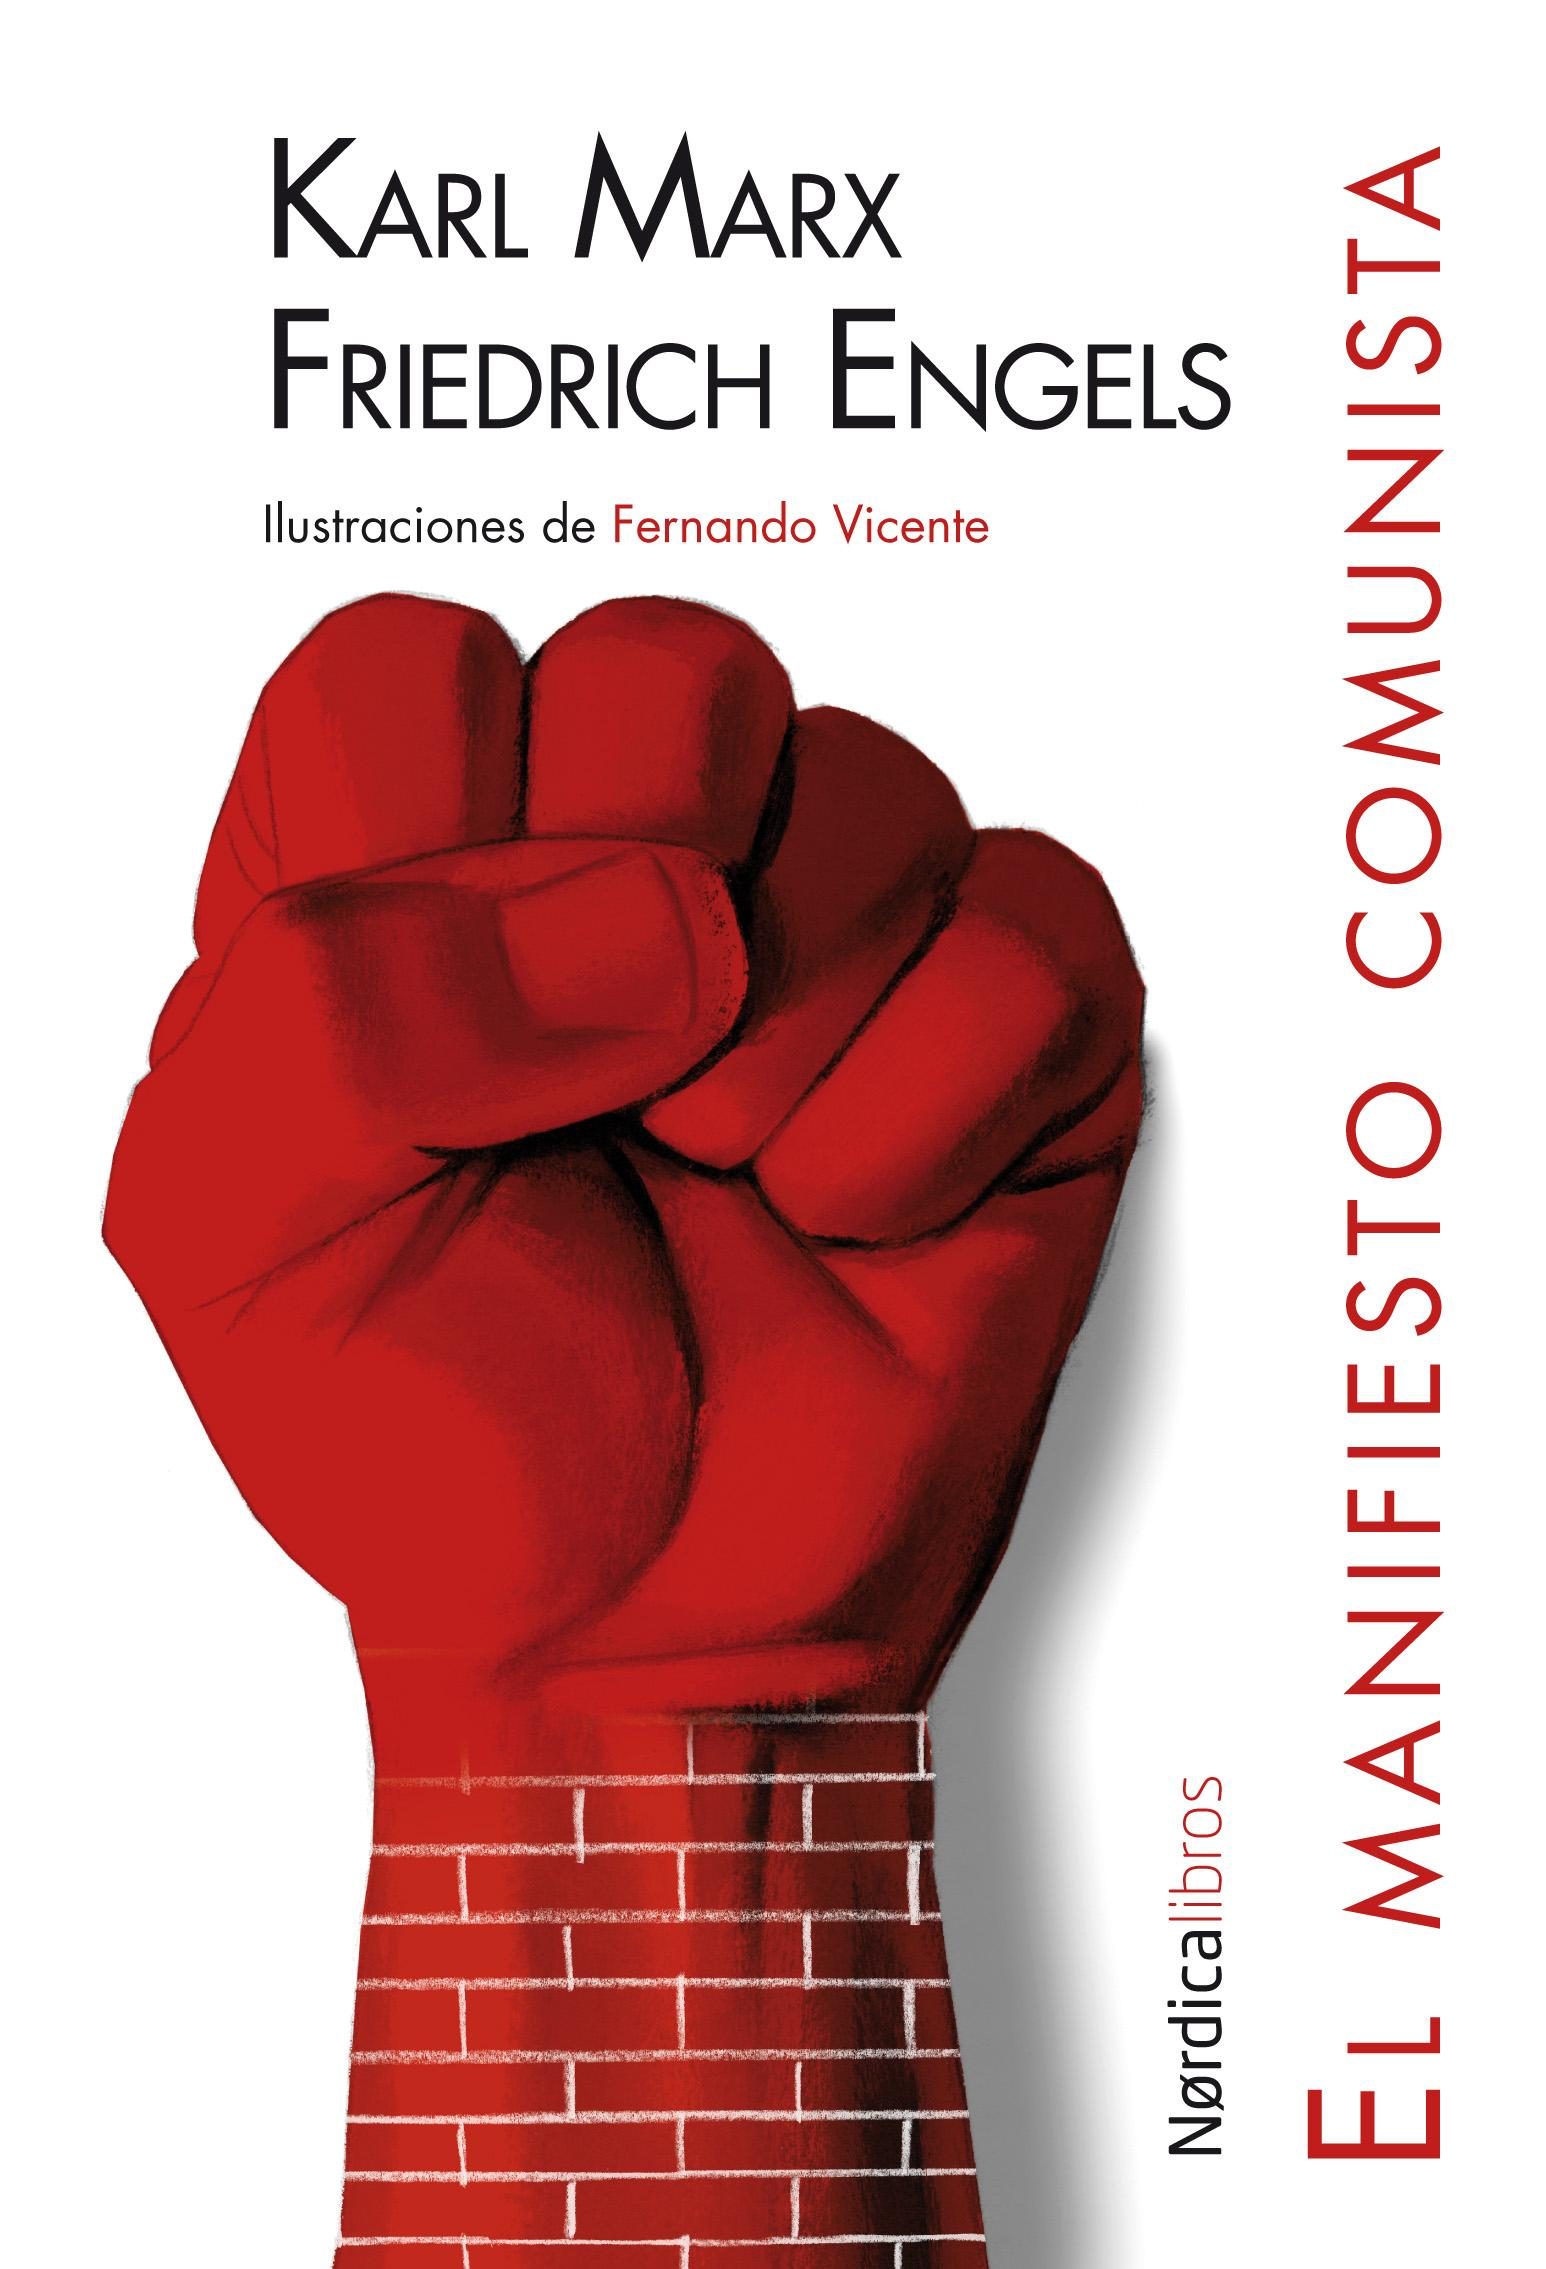 KARL MARX
FRIEDRICH ENGELS
Ilustraciones de Fernando Vicente
EL MANIFIESTO COMUNISTA
Nørdicalibros